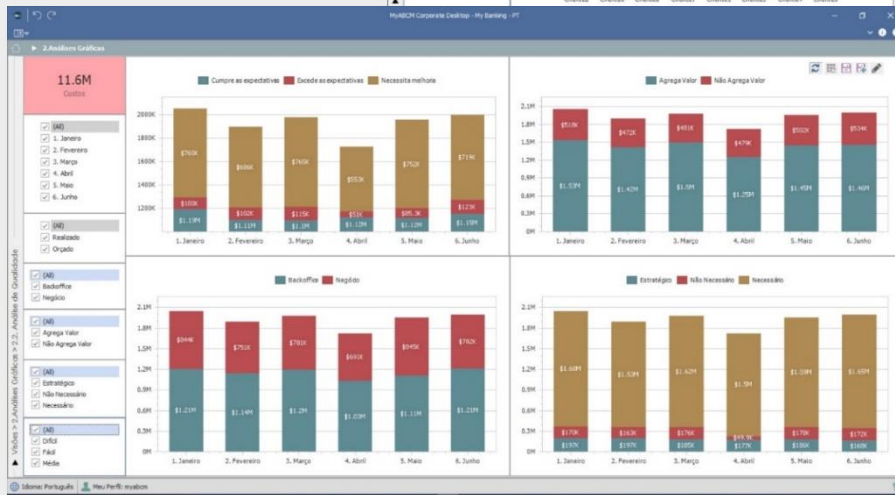 MyABCM Corporate Desktop - My Banking - PT
2.Análises Gráficas
11.6M
Custos
(All)
1. Janeiro
2. Fevereiro
3. Março
4. Abril
5. Maio
6. Junho
(All)
Realizado
Orçado
(All)
Backoffice
Negócio
(All)
Agrega Valor
Não Agrega Valor
(All)
Estratégico
Não Necessário
Necessário
(All)
Difícil
Fácil
Média
Visões > 2.Análises Gráficas > 2.2. Análise de Qualidade
Cumpre as expectativas Excede as expectativas Necessita melhora
2000K
1800K
1600K
1400K
1200K
$760K
$765K
$553K
$752K
$719K
$102K $115K $51K $85.3K $123K
$1.19M $1.11M $1.12M $1.12M
1. Janeiro 2. Fevereiro 3. Março 4. Abril 5. Maio 6. Junho
Agrega Valor Não Agrega Valor
2.1M
1.8M
1.5M
1.2M
0.9M
0.6M
0.3M
0M
$518K $472K $481K $479K $502K $534K
$1.53M $1.42M $1.5M $1.25M $1.45M $1.46M
1. Janeiro 2. Fevereiro 3. Março 4. Abril 5. Maio 6. Junho
Backoffice Negócio
2.1M
1.8M
1.5M
1.2M
0.9M
0.6M
0.3M
0M
$844K $751K $781K $691K $845K $782K
$1.21M $1.14M $1.2M $1.03M $1.11M $1.21M
1. Janeiro 2. Fevereiro 3. Março 4. Abril 5. Maio 6. Junho
Estratégico Não Necessário Necessário
2.1M
1.8M
1.5M
1.2M
0.9M
0.6M
0.3M
0M
$1.68M $1.53M $1.62M $1.5M $1.59M $1.65M
$170K $163K $176K $49.9K $178K $172K
$197K $197K $185K $177K $186K $168K
1. Janeiro 2. Fevereiro 3. Março 4. Abril 5. Maio 6. Junho
Idioma: Português Meu Perfil: myabcm